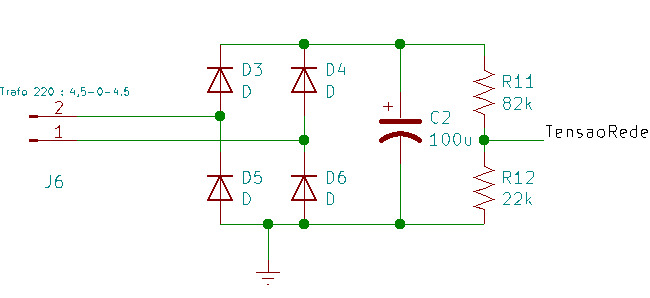 D3
D
D4
D
R11
82k
Trafo 220 : 4,5-0-4.5
2
1
+
C2
100u
TensaoRede
J6
D5
D
D6
D
R12
22k